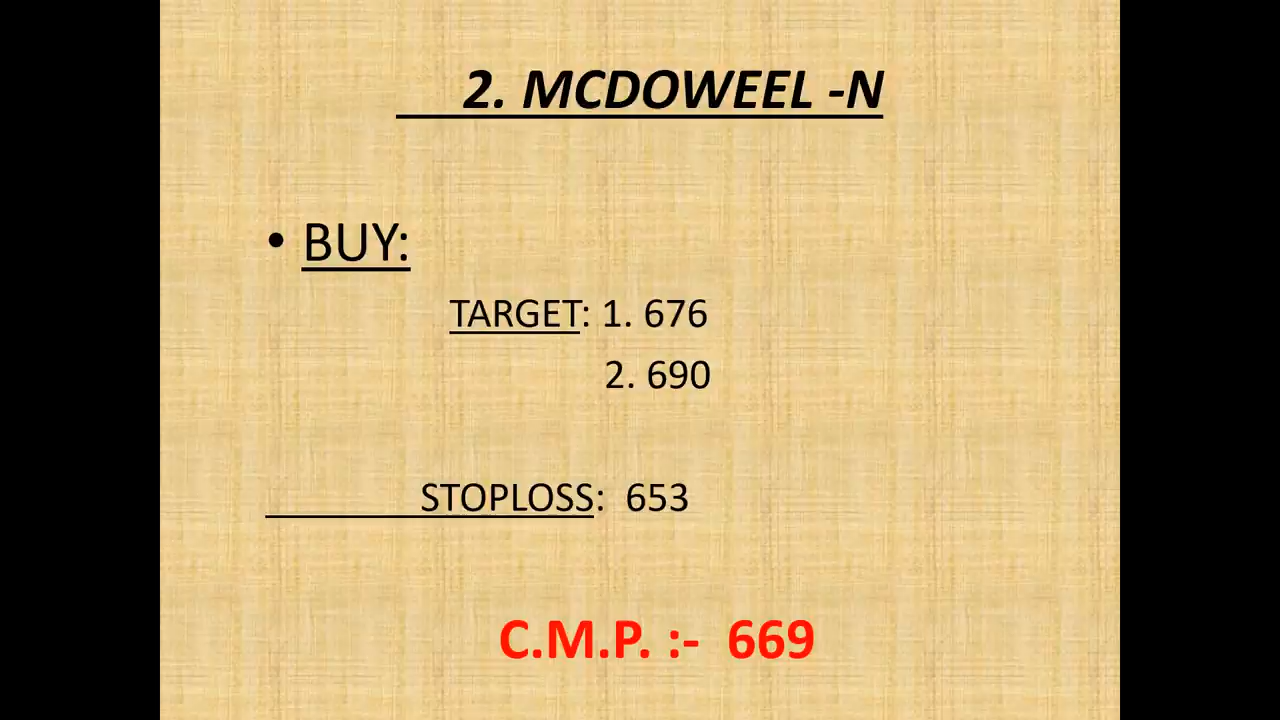 2. MCDOWEEL -N
• BUY:
TARGET: 1. 676
2. 690
STOPLOSS: 653
C.M.P. :- 669